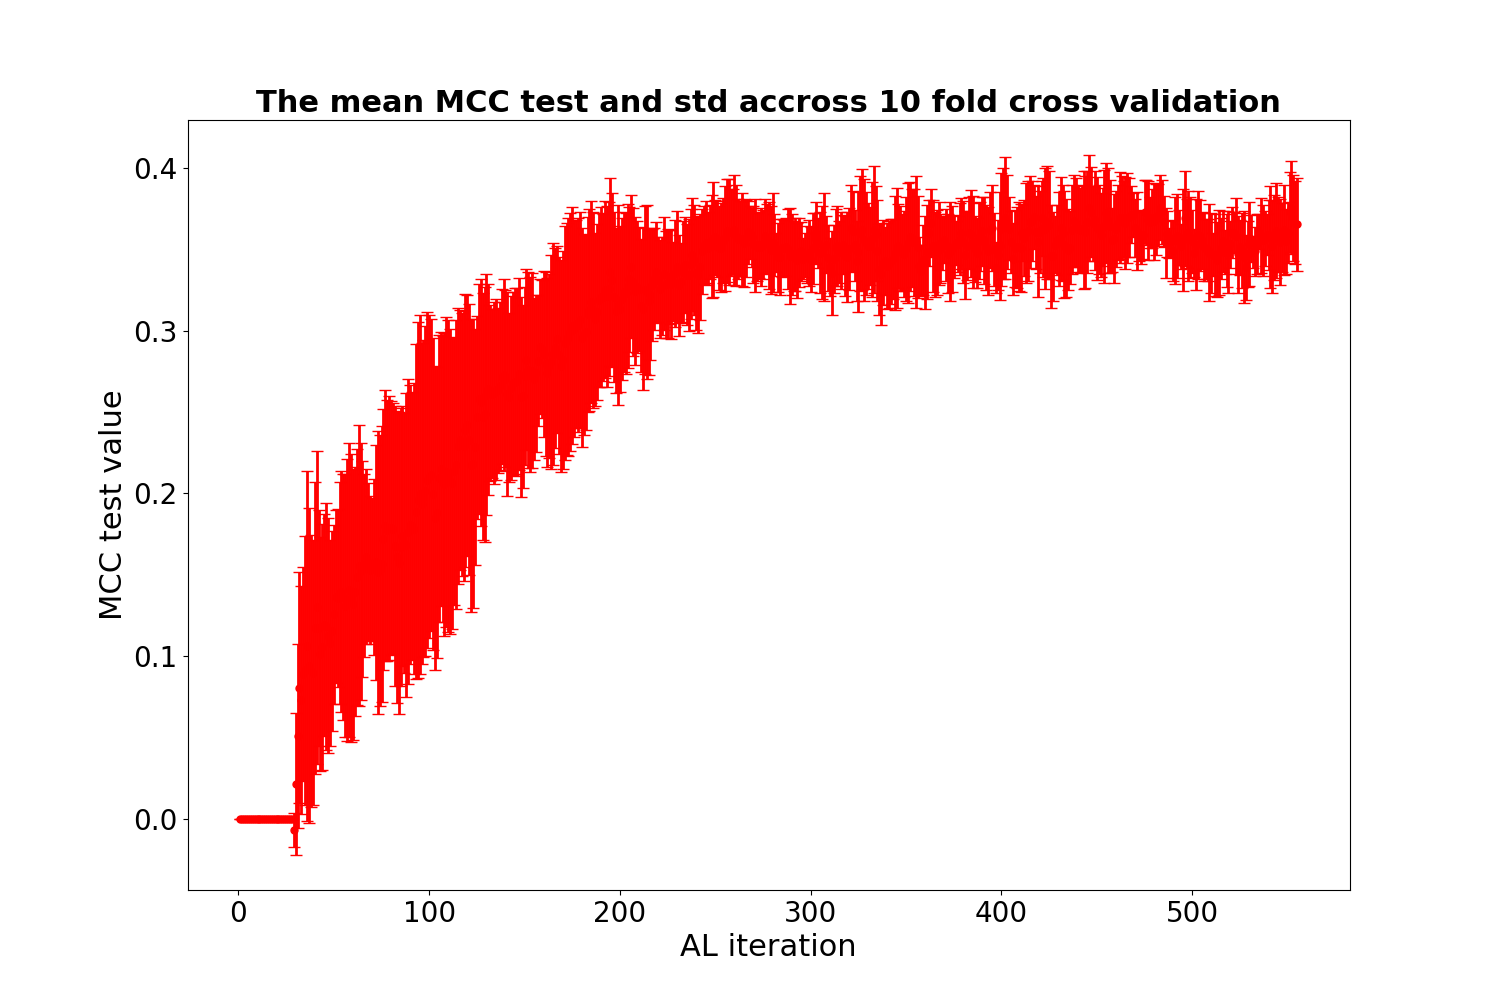 The mean MCC test and std accross 10 fold cross validation
0.4
0.3
0.2
0.1
0.0
MCC test value
0 100 200 300 400 500
AL iteration